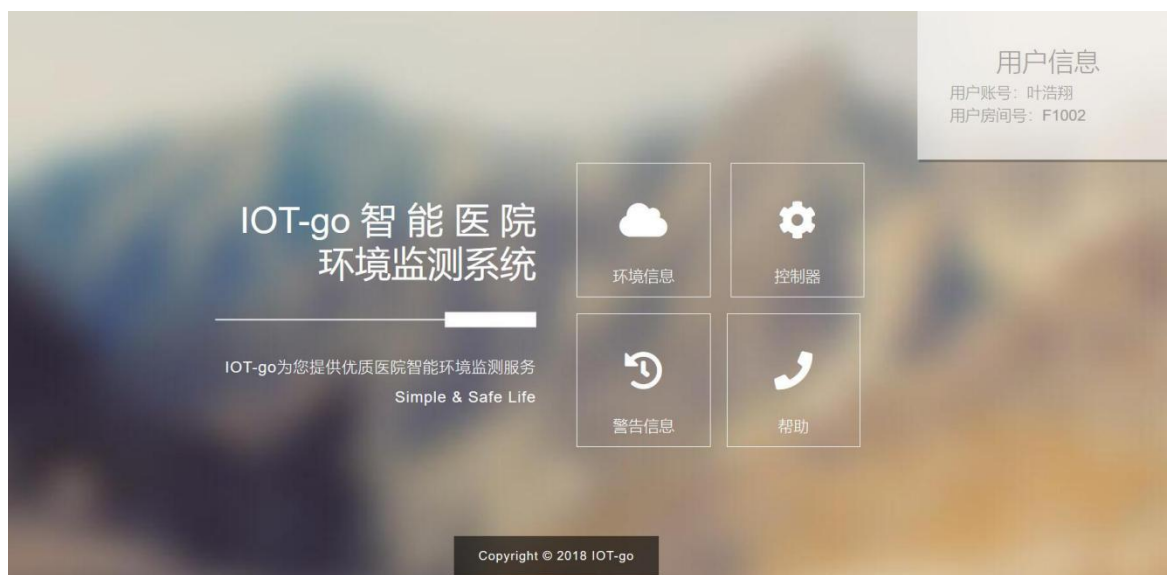 用户信息
用户账号：叶浩翔
用户房间号：F1002
IOT-go 智 能 医 院
环境监测系统
IOT-go为您提供优质医院智能环境监测服务
Simple & Safe Life
环境信息
控制器
警告信息
帮助
Copyright © 2018 IOT-go